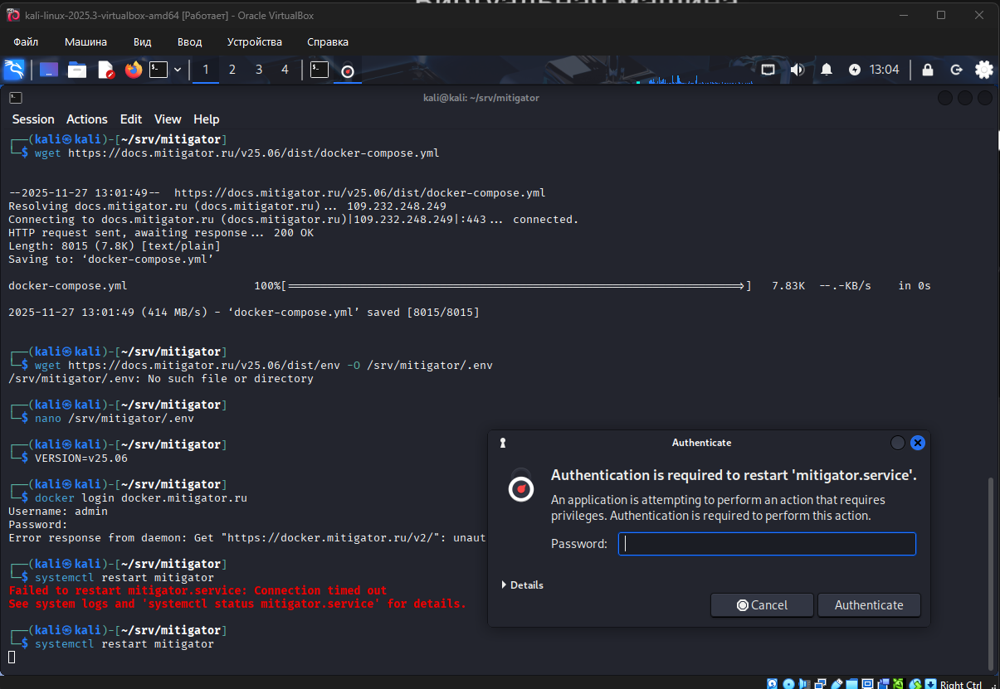 Виртуальная машина
kali-linux-2025.3-virtualbox-amd64 [Работает] - Oracle VirtualBox
Файл Машина Вид Ввод Устройства Справка
1 2 3 4 13:04
kali@kali: ~/srv/mitigator
Session Actions Edit View Help
┌──(kali㉿kali)-[~/srv/mitigator]
└─$ wget https://docs.mitigator.ru/v25.06/dist/docker-compose.yml
--2025-11-27 13:01:49-- https://docs.mitigator.ru/v25.06/dist/docker-compose.yml
Resolving docs.mitigator.ru (docs.mitigator.ru)... 109.232.248.249
Connecting to docs.mitigator.ru (docs.mitigator.ru)|109.232.248.249|:443... connected.
HTTP request sent, awaiting response... 200 OK
Length: 8015 (7.8K) [text/plain]
Saving to: ‘docker-compose.yml’
docker-compose.yml 100%[===================================================>] 7.83K --.-KB/s in 0s
2025-11-27 13:01:49 (414 MB/s) - ‘docker-compose.yml’ saved [8015/8015]
┌──(kali㉿kali)-[~/srv/mitigator]
└─$ wget https://docs.mitigator.ru/v25.06/dist/env -O /srv/mitigator/.env
/srv/mitigator/.env: No such file or directory
┌──(kali㉿kali)-[~/srv/mitigator]
└─$ nano /srv/mitigator/.env
┌──(kali㉿kali)-[~/srv/mitigator]
└─$ VERSION=v25.06
┌──(kali㉿kali)-[~/srv/mitigator]
└─$ docker login docker.mitigator.ru
Username: admin
Password:
Error response from daemon: Get "https://docker.mitigator.ru/v2/": unaut
┌──(kali㉿kali)-[~/srv/mitigator]
└─$ systemctl restart mitigator
Failed to restart mitigator.service: Connection timed out
See system logs and 'systemctl status mitigator.service' for details.
┌──(kali㉿kali)-[~/srv/mitigator]
└─$ systemctl restart mitigator
Authenticate
Authentication is required to restart 'mitigator.service'.
An application is attempting to perform an action that requires
privileges. Authentication is required to perform this action.
Password:
Details
Cancel Authenticate
Right Ctrl